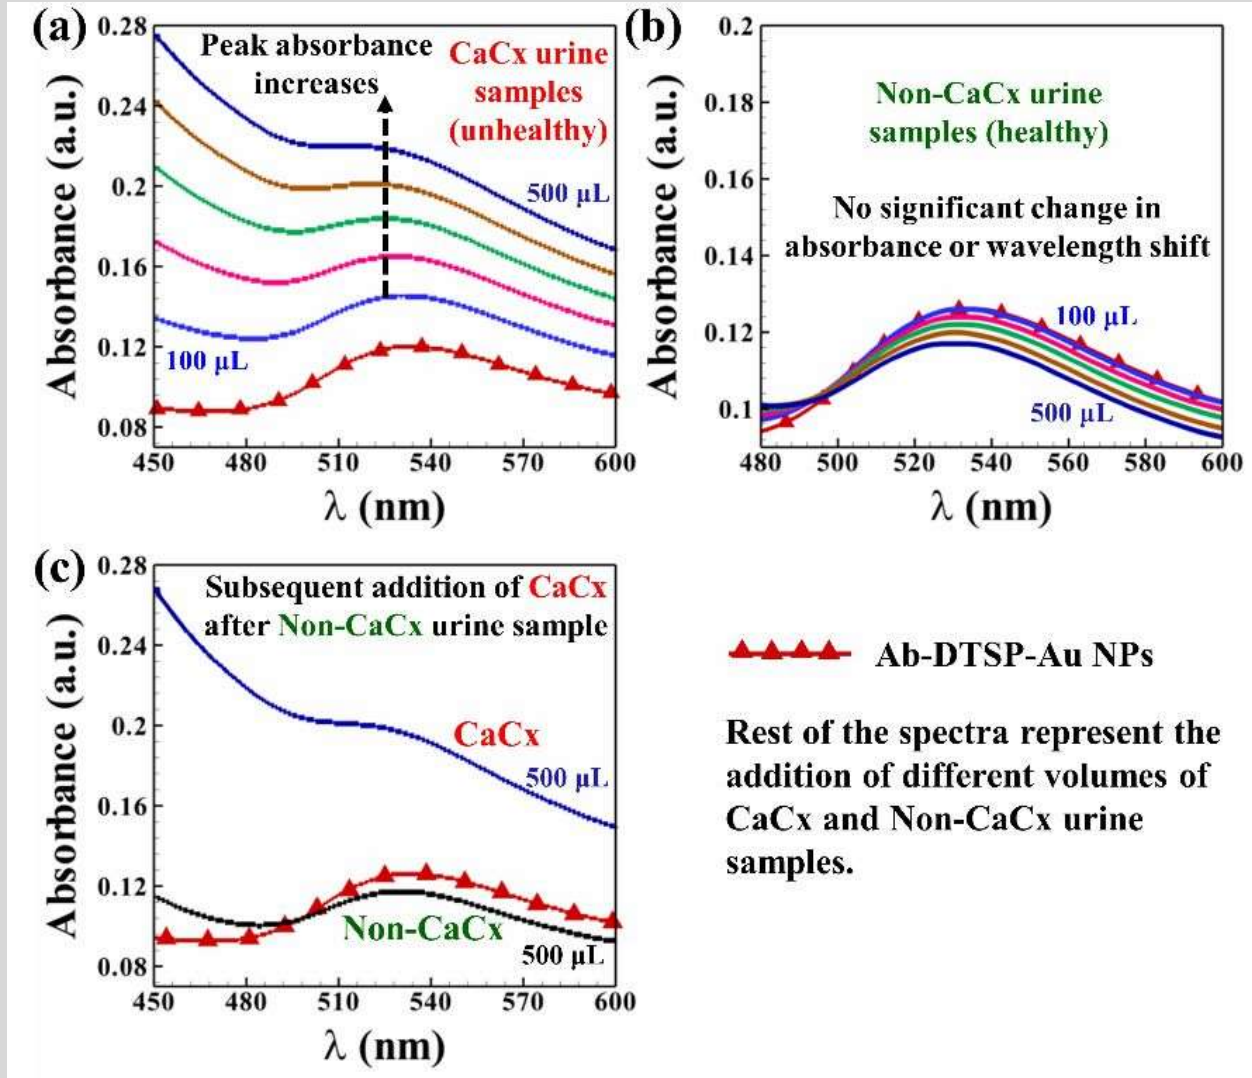 (a)
0.28
0.24
0.2
0.16
0.12
0.08
Absorbance (a.u.)
Peak absorbance
increases
CaCx urine
samples
(unhealthy)
500 µL
100 µL
450 480 510 540 570 600
λ (nm)
(b)
0.2
0.18
0.16
0.14
0.12
0.1
Absorbance (a.u.)
Non-CaCx urine
samples (healthy)
No significant change in
absorbance or wavelength shift
100 µL
500 µL
480 500 520 540 560 580 600
λ (nm)
(c)
0.28
0.24
0.2
0.16
0.12
0.08
Absorbance (a.u.)
Subsequent addition of CaCx
after Non-CaCx urine sample
CaCx
500 µL
Non-CaCx
500 µL
450 480 510 540 570 600
λ (nm)
Ab-DTSP-Au NPs
Rest of the spectra represent the
addition of different volumes of
CaCx and Non-CaCx urine
samples.